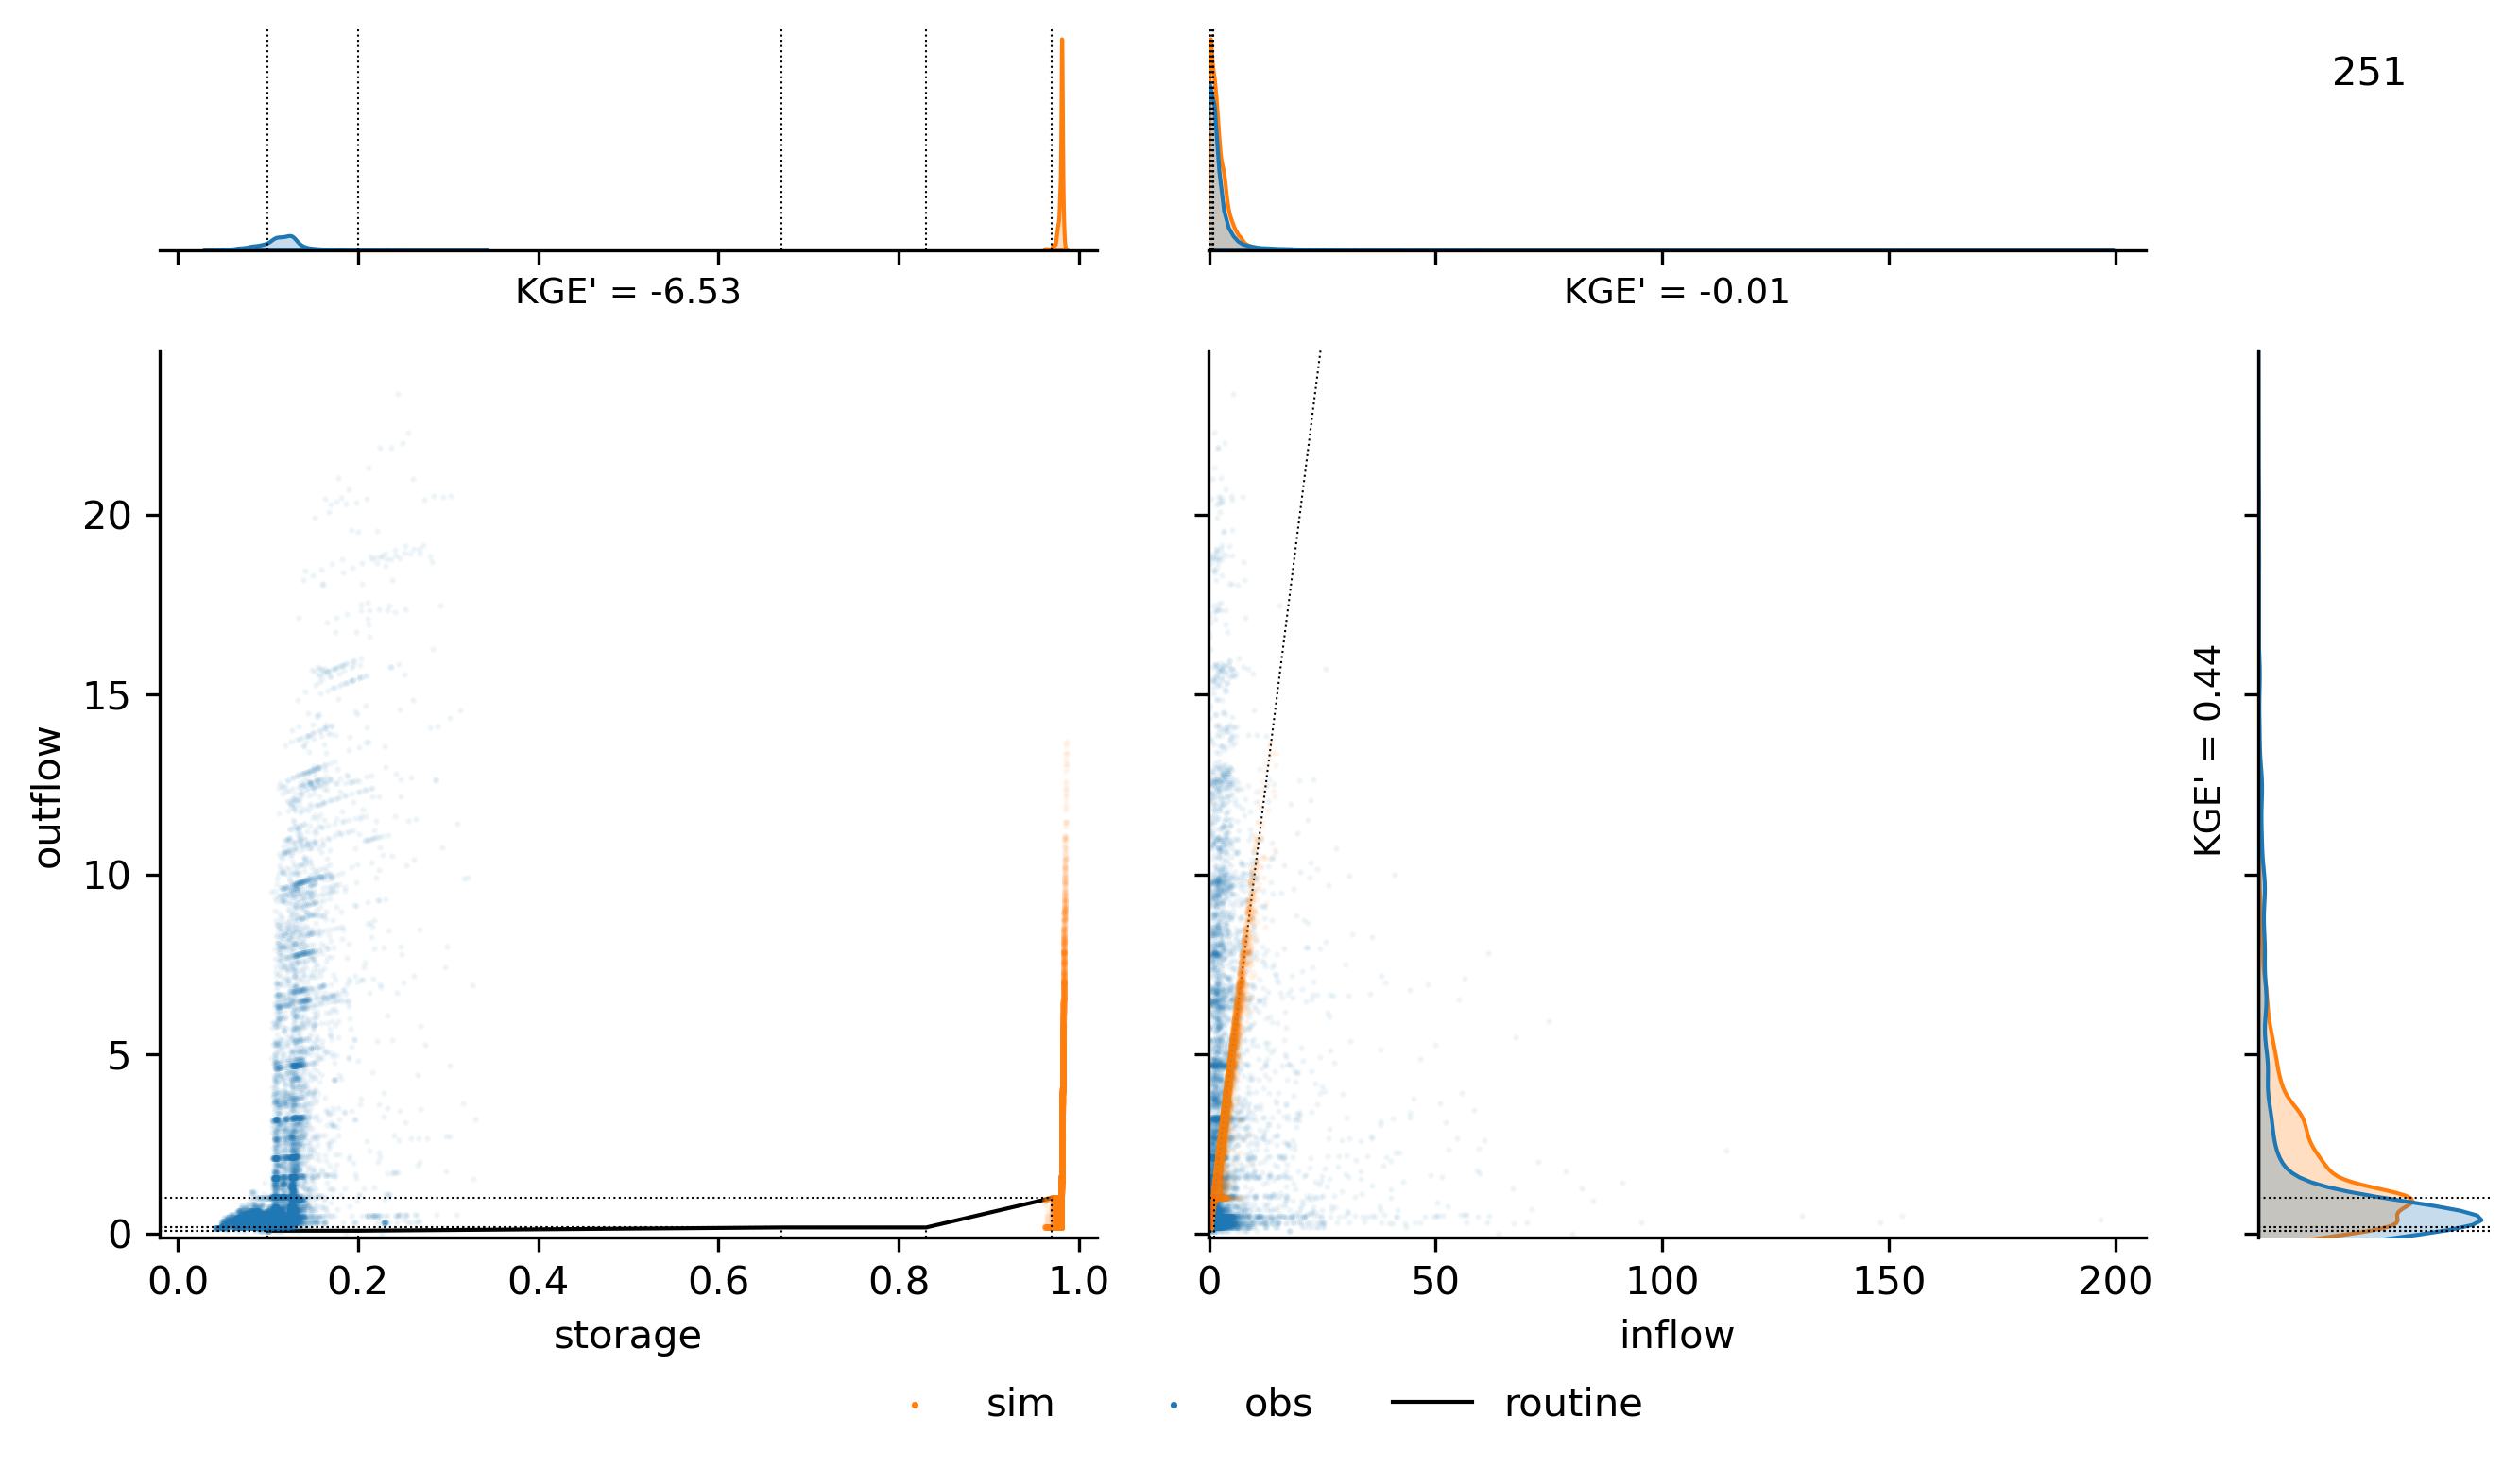 251
KGE' = -6.53
KGE' = -0.01
outflow
20
15
10
5
0
KGE' = 0.44
0.0 0.2 0.4 0.6 0.8 1.0
0 50 100 150 200
storage
inflow
sim obs routine